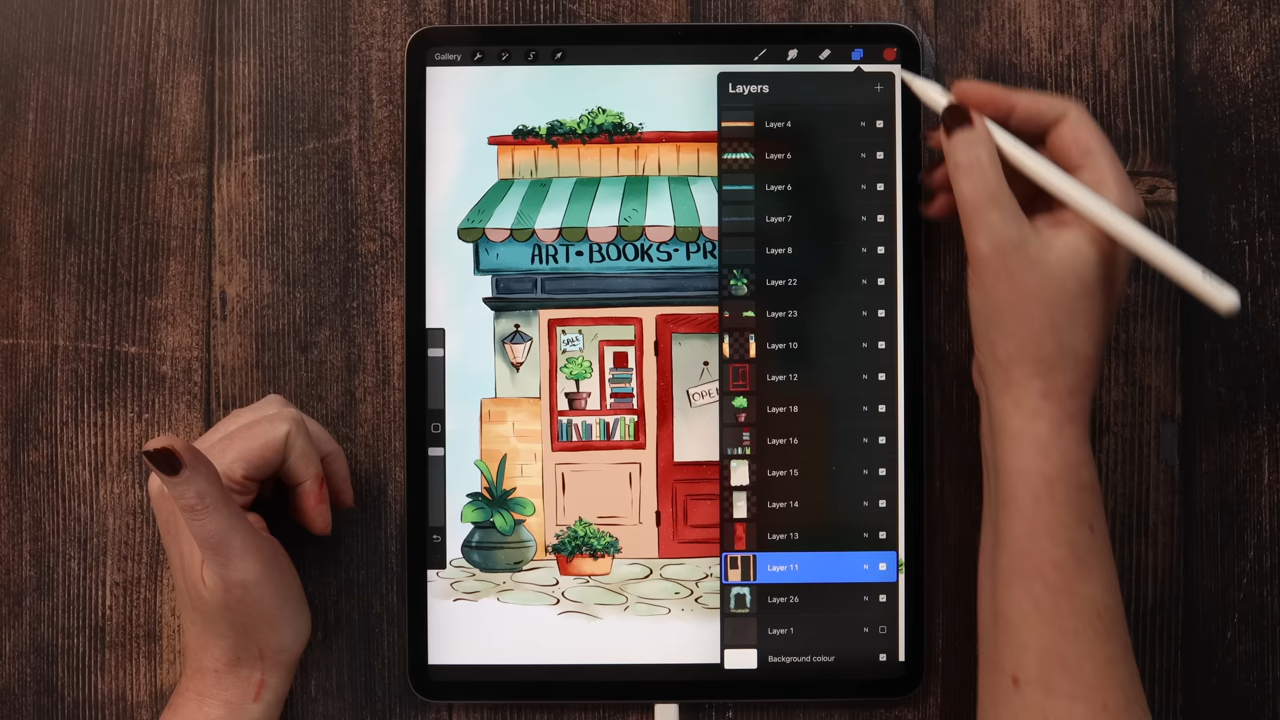 Gallery
Layers
Layer 4 N
Layer 6 N
Layer 6 N
Layer 7 N
Layer 8 N
Layer 22 N
Layer 23 N
Layer 10 N
Layer 12 N
Layer 18 N
Layer 16 N
Layer 15 N
Layer 14 N
Layer 13 N
Layer 11 N
Layer 26 N
Layer 1 N
Background colour
ART•BOOKS•PR
SALE
OPE